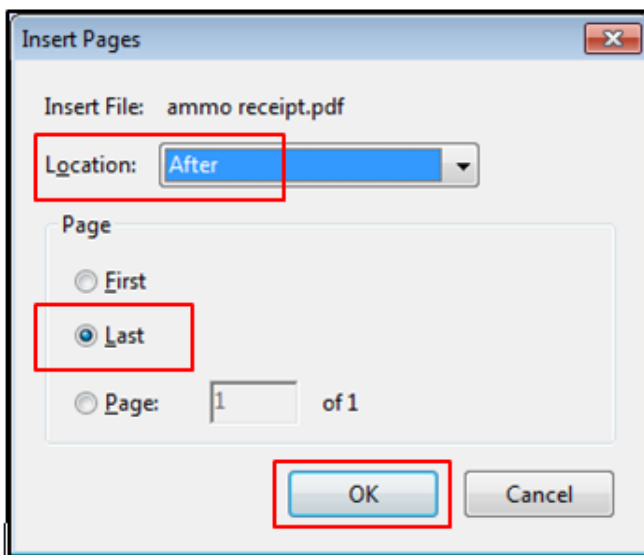 Insert Pages
Insert File: ammo receipt.pdf
Location: After
Page
First
Last
Page: 1 of 1
OK Cancel